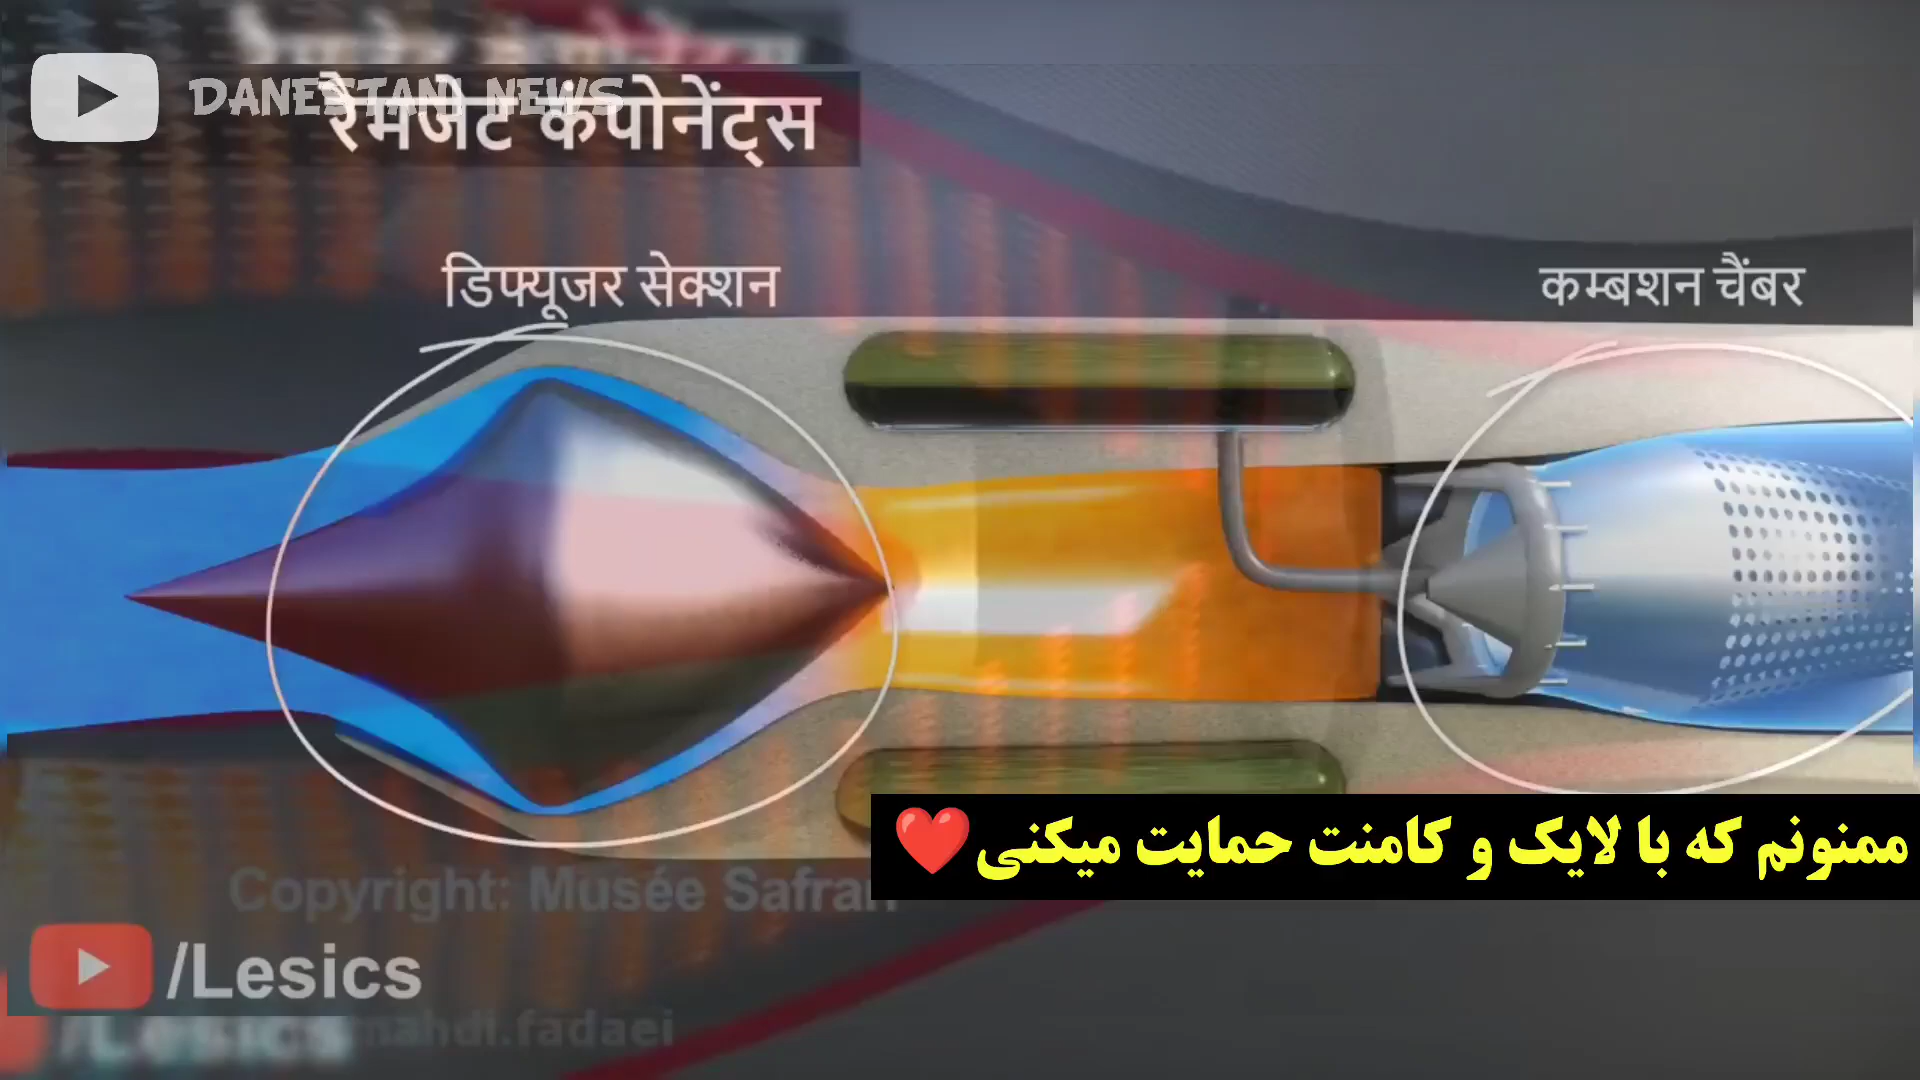 DANESTANI NEWS
रैमजेट कंपोनेंट्स
डिफ्यूजर सेक्शन
कम्बशन चैंबर
ممنونم که با لایک و کامنت حمایت میکنی❤️
Copyright: Musée Safran
/Lesics
mahdi.fadaei
/Lesics